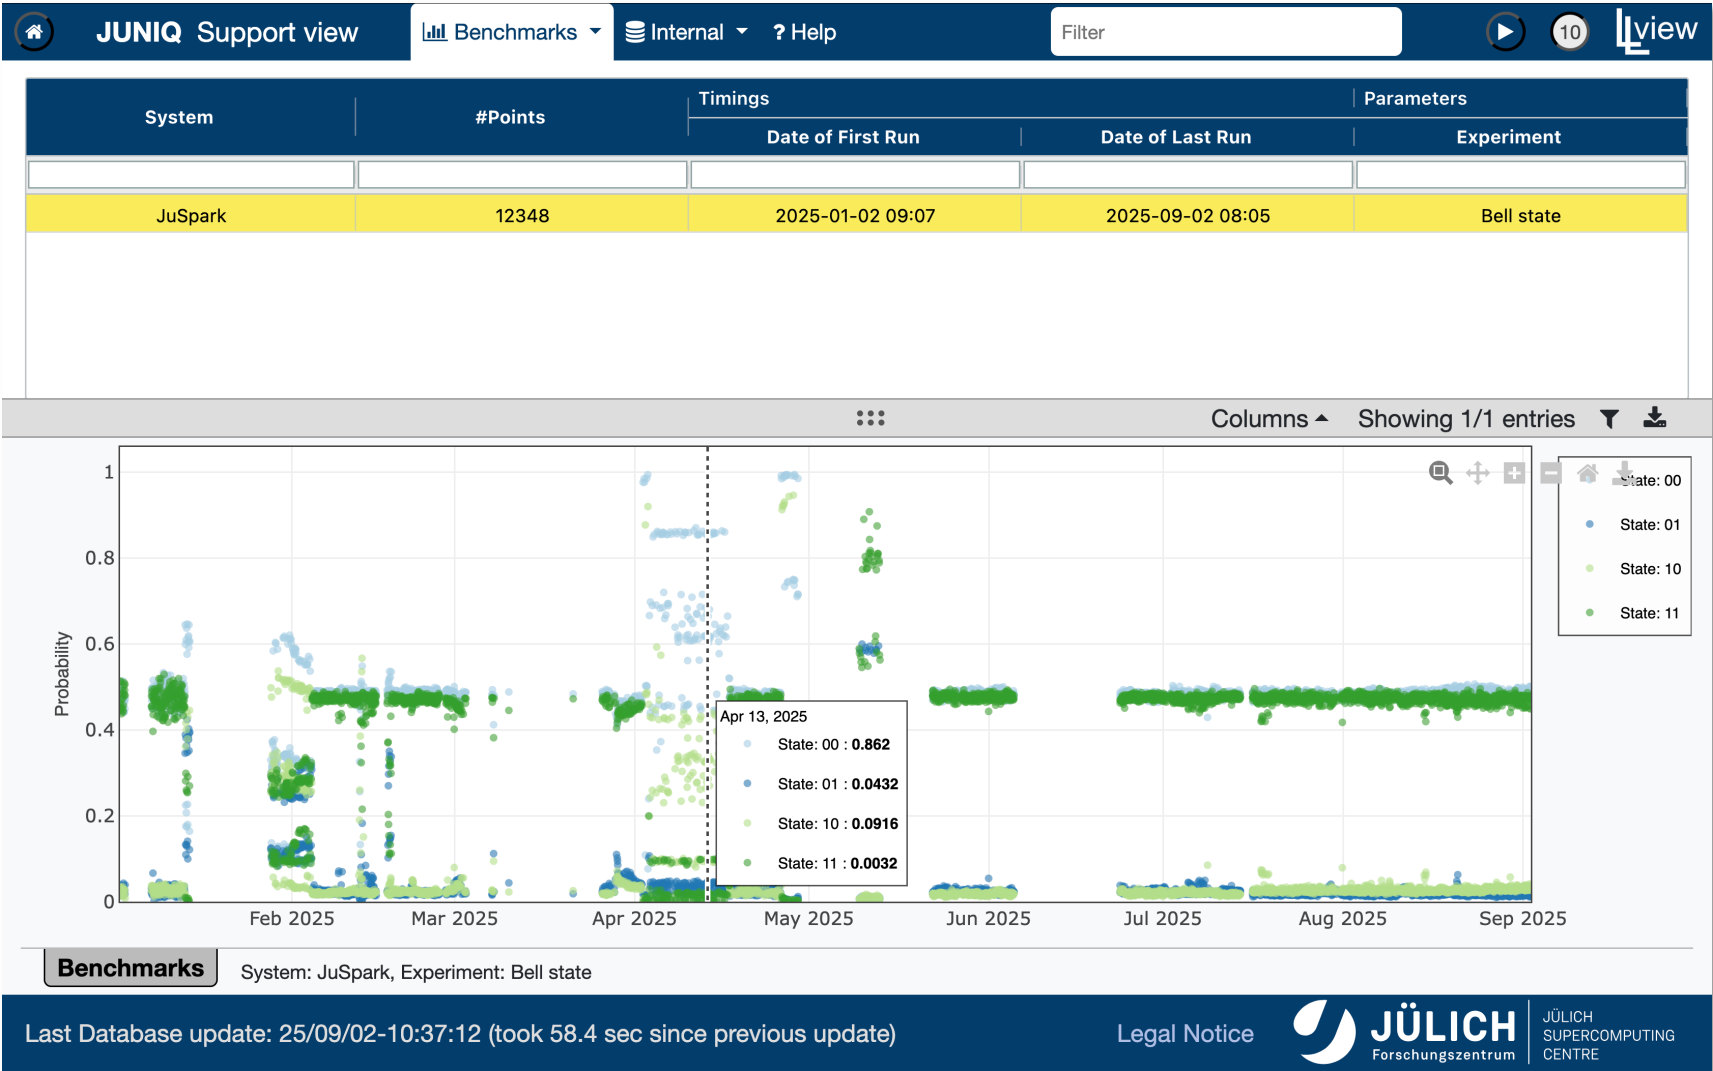 JUNIQ Support view
Benchmarks
Internal
? Help
Filter
10
LLview
System
#Points
Timings
Parameters
Date of First Run
Date of Last Run
Experiment
JuSpark
12348
2025-01-02 09:07
2025-09-02 08:05
Bell state
Columns
Showing 1/1 entries
Probability
1
0.8
0.6
0.4
0.2
0
Feb 2025
Mar 2025
Apr 2025
May 2025
Jun 2025
Jul 2025
Aug 2025
Sep 2025
State: 00
State: 01
State: 10
State: 11
Apr 13, 2025
State: 00 : 0.862
State: 01 : 0.0432
State: 10 : 0.0916
State: 11 : 0.0032
Benchmarks
System: JuSpark, Experiment: Bell state
Last Database update: 25/09/02-10:37:12 (took 58.4 sec since previous update)
Legal Notice
JÜLICH
Forschungszentrum
JÜLICH
SUPERCOMPUTING
CENTRE